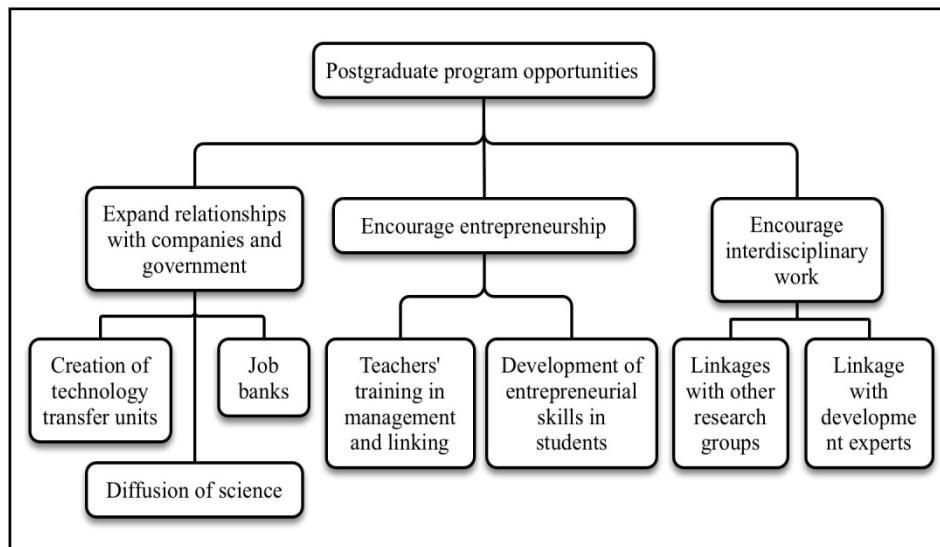 Postgraduate program opportunities
Expand relationships
with companies and
government
Encourage entrepreneurship
Encourage
interdisciplinary
work
Creation of
technology
transfer units
Job
banks
Diffusion of science
Teachers'
training in
management
and linking
Development of
entrepreneurial
skills in
students
Linkages
with other
research
groups
Linkage
with
developme
nt experts